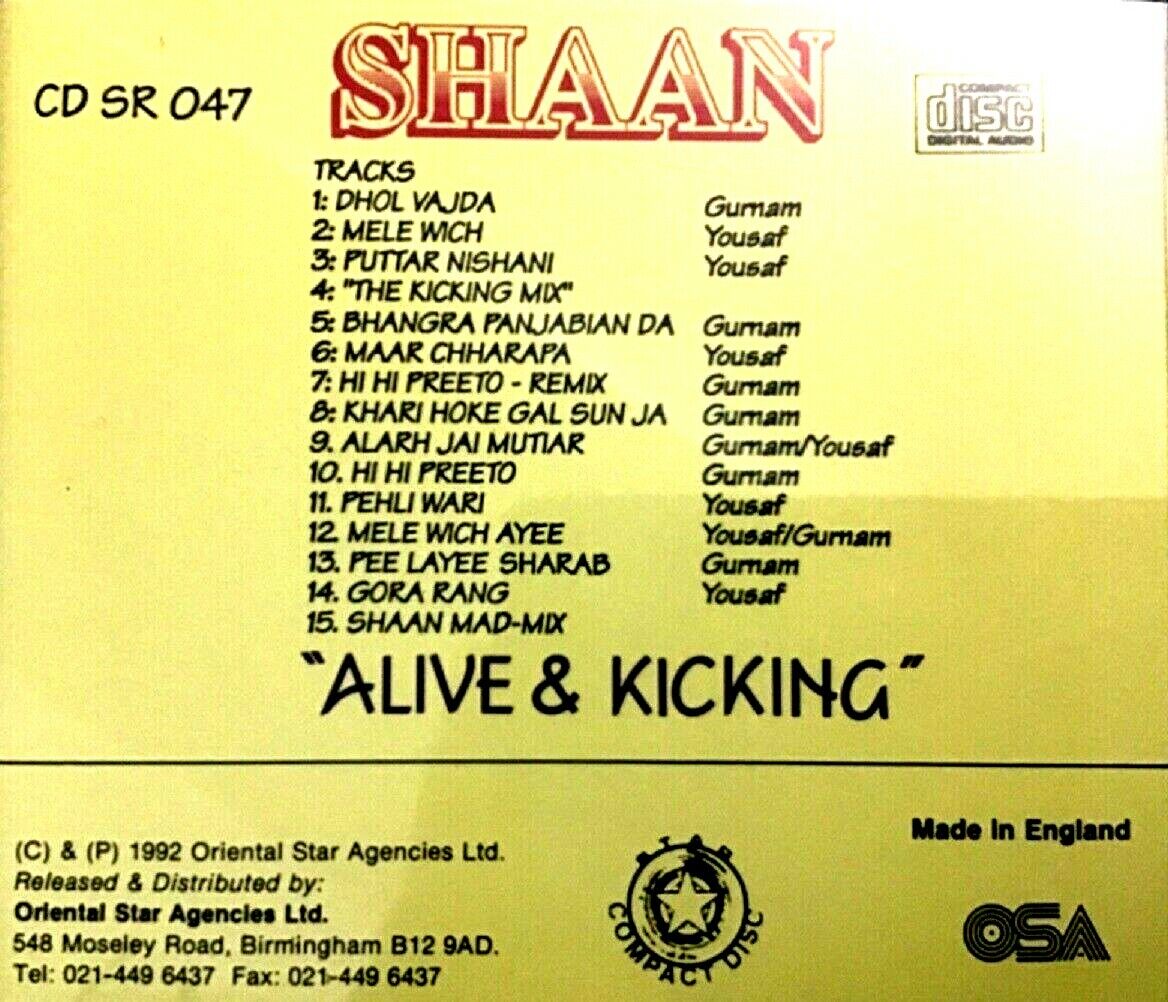 SHAAN
CD SR 047
COMPACT
disc
DIGITAL AUDIO
TRACKS
1: DHOL VAJDA Gurnam
2: MELE WICH Yousaf
3: PUTTAR NISHANI Yousaf
4: "THE KICKING MIX"
5: BHANGRA PANJABIAN DA Gurnam
6: MAAR CHHARAPA Yousaf
7: HI HI PREETO - REMIX Gurnam
8: KHARI HOKE GAL SUN JA Gurnam
9. ALARH JAI MUTIAR Gurnam/Yousaf
10. HI HI PREETO Gurnam
11. PEHLI WARI Yousaf
12. MELE WICH AYEE Yousaf/Gurnam
13. PEE LAYEE SHARAB Gurnam
14. GORA RANG Yousaf
15. SHAAN MAD-MIX
"ALIVE & KICKING"
(C) & (P) 1992 Oriental Star Agencies Ltd.
Released & Distributed by:
Oriental Star Agencies Ltd.
548 Moseley Road, Birmingham B12 9AD.
Tel: 021-449 6437 Fax: 021-449 6437
STAR
COMPACT DISC
Made in England
OSA